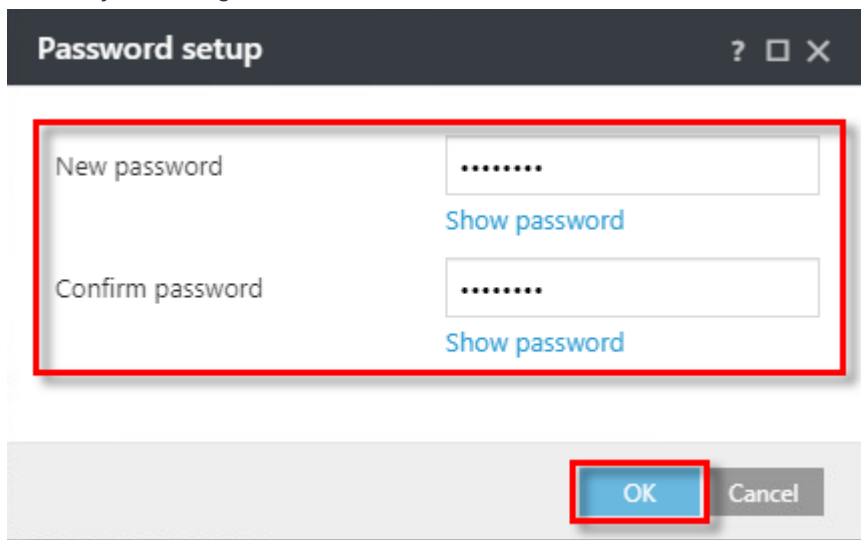 Password setup
New password ••••••••
Show password
Confirm password ••••••••
Show password
OK Cancel